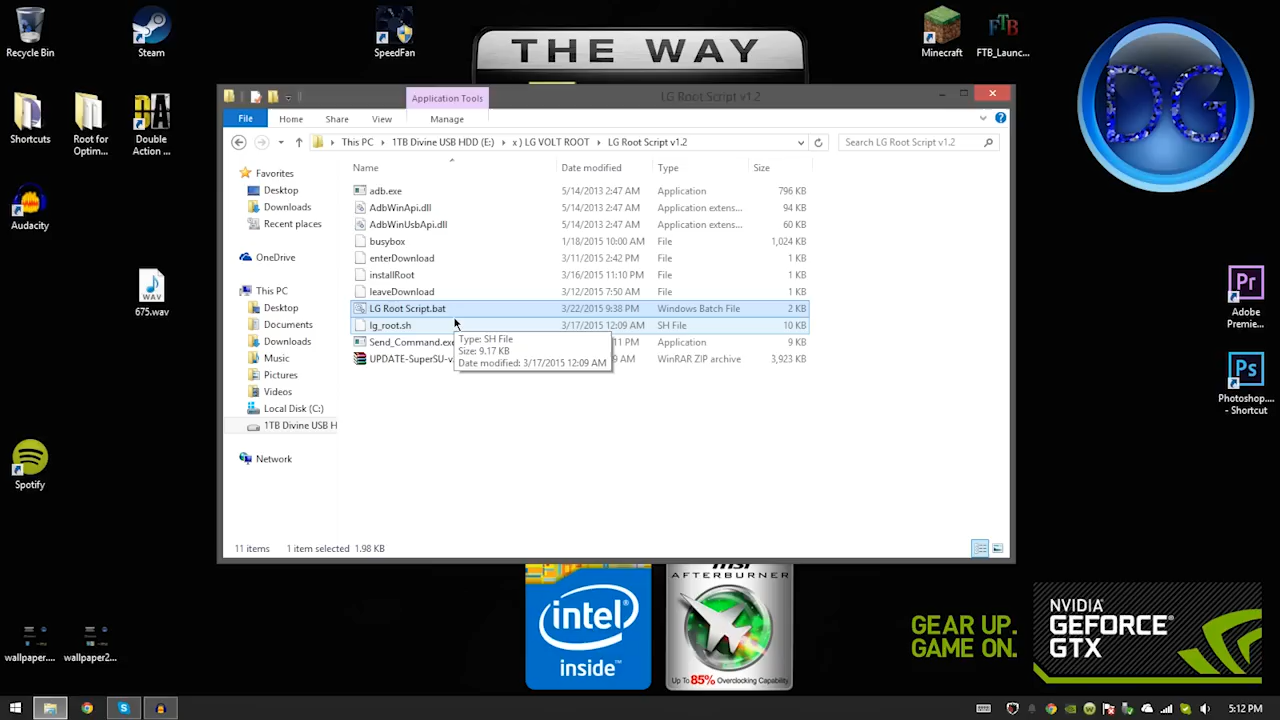 THE WAY
Recycle Bin
Steam
SpeedFan
Minecraft
FTB_Launc...
DG
LG Root Script v1.2
Application Tools
File
Home
Share
View
Manage
This PC
1TB Divine USB HDD (E:)
x ) LG VOLT ROOT
LG Root Script v1.2
Search LG Root Script v1.2
Shortcuts
Root for Optim...
DA
Double Action ...
Name
Date modified
Type
Size
Favorites
Desktop
Downloads
Recent places
OneDrive
This PC
Desktop
Documents
Downloads
Music
Pictures
Videos
Local Disk (C:)
1TB Divine USB H
Network
adb.exe 5/14/2013 2:47 AM Application 796 KB
AdbWinApi.dll 5/14/2013 2:47 AM Application extens... 94 KB
AdbWinUsbApi.dll 5/14/2013 2:47 AM Application extens... 60 KB
busybox 1/18/2015 10:00 AM File 1,024 KB
enterDownload 3/11/2015 2:42 PM File 1 KB
installRoot 3/16/2015 11:10 PM File 1 KB
leaveDownload 3/12/2015 7:50 AM File 1 KB
LG Root Script.bat 3/22/2015 9:38 PM Windows Batch File 2 KB
lg_root.sh 3/17/2015 12:09 AM SH File 10 KB
Send_Command.exe 11 PM Application 9 KB
UPDATE-SuperSU-v 9 AM WinRAR ZIP archive 3,923 KB
Type: SH File
Size: 9.17 KB
Date modified: 3/17/2015 12:09 AM
11 items 1 item selected 1.98 KB
Audacity
WAV
675.wav
Spotify
wallpaper....
wallpaper2...
Pr
Adobe Premie...
Ps
Photoshop.... - Shortcut
intel
inside™
msi
AFTERBURNER
Up To 85% Overclocking Capability
GEAR UP.
GAME ON.
NVIDIA
GEFORCE
GTX
5:12 PM